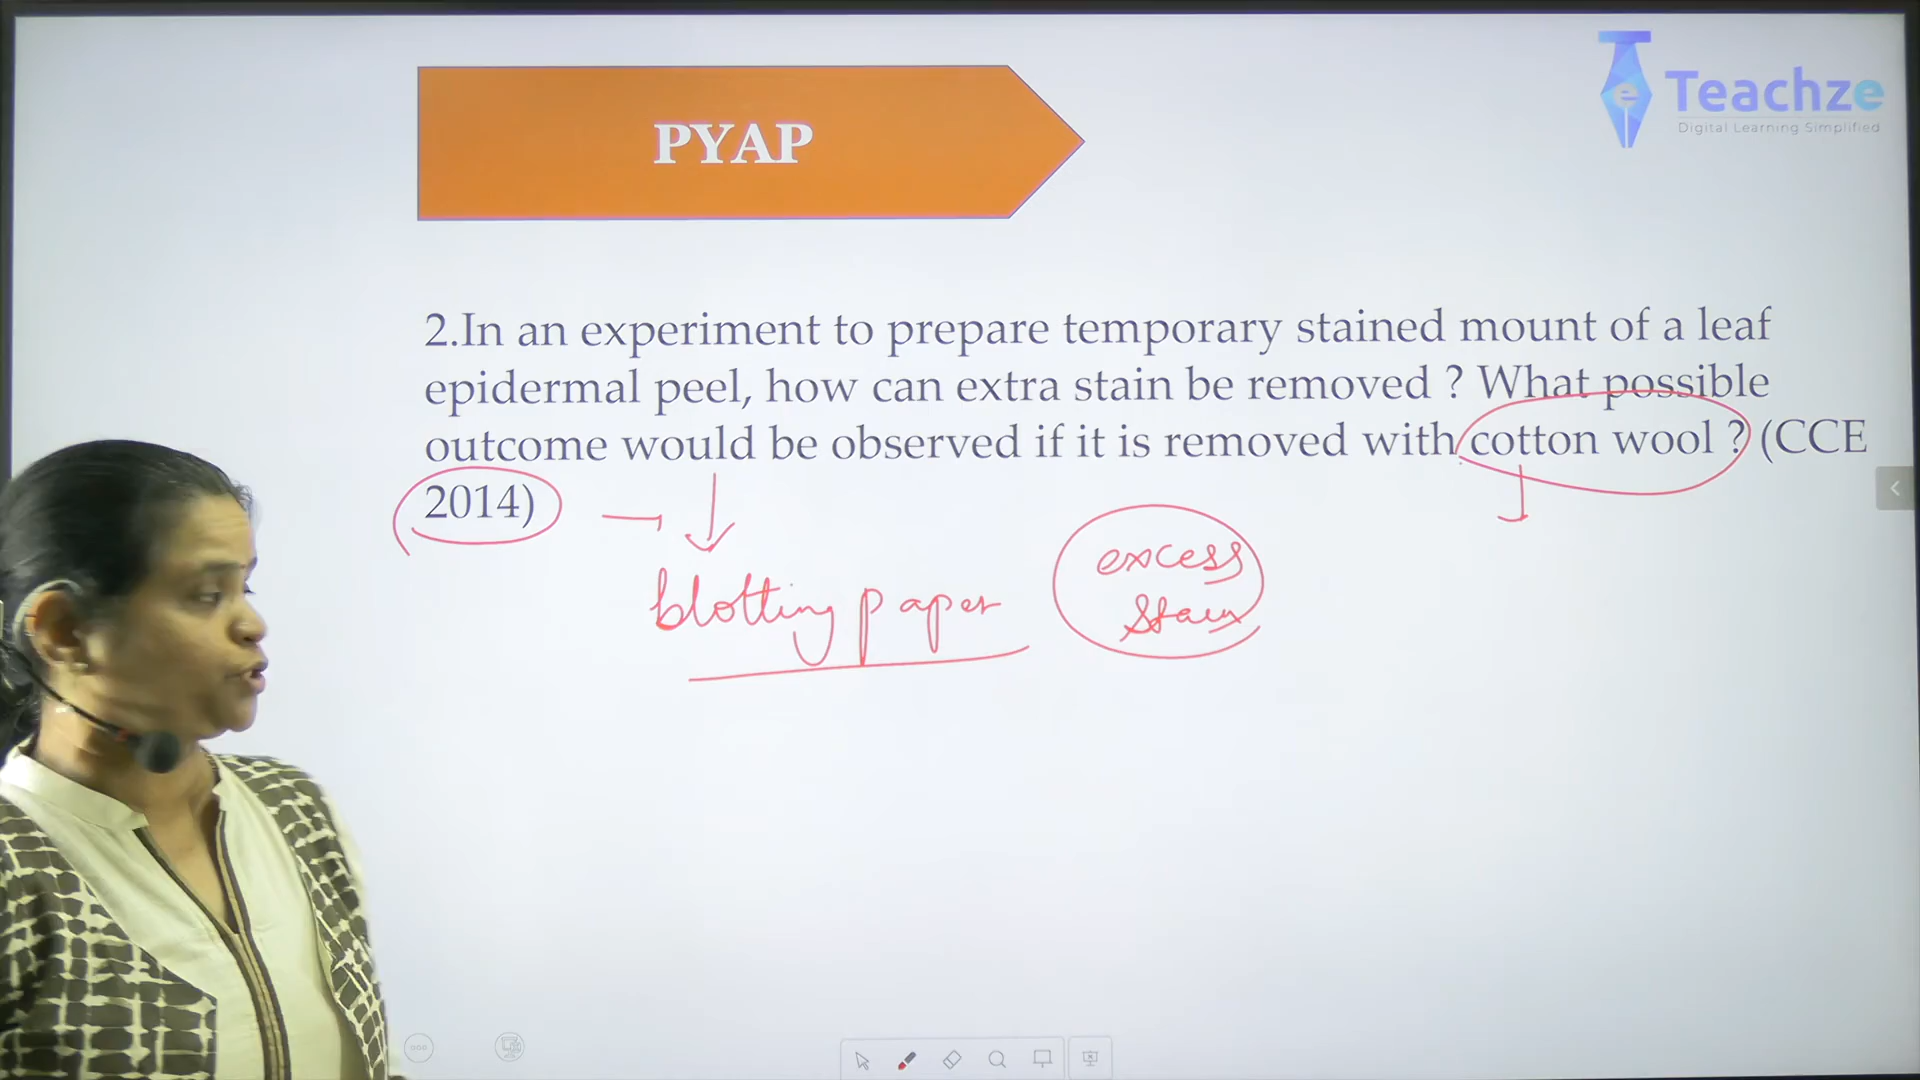 eTeachze
Digital Learning Simplified
PYAP
2.In an experiment to prepare temporary stained mount of a leaf
epidermal peel, how can extra stain be removed ? What possible
outcome would be observed if it is removed with cotton wool ? (CCE
2014)
blotting paper
excess
stain